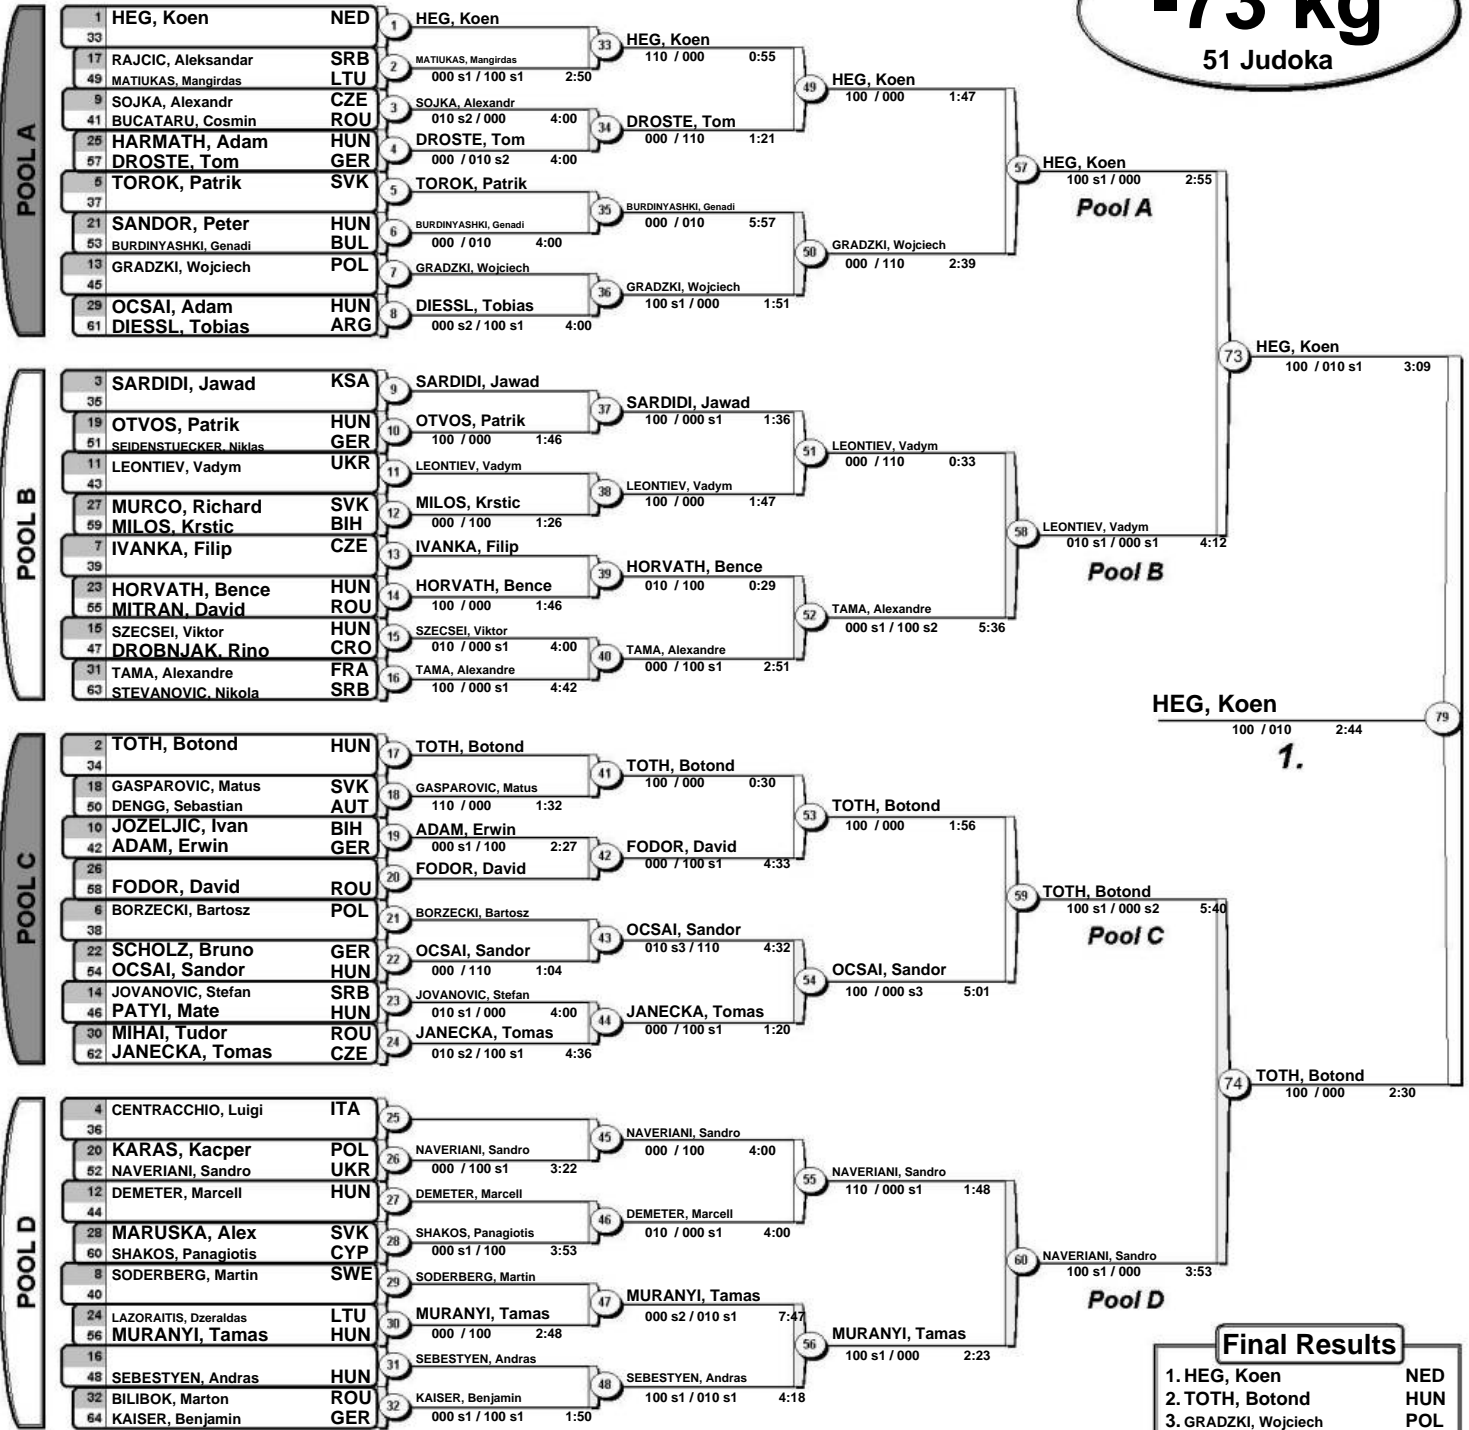 -73 kg
51 Judoka
POOL A
1 HEG, Koen NED
33
17 RAJCIC, Aleksandar SRB
49 MATIUKAS, Mangirdas LTU
9 SOJKA, Alexandr CZE
41 BUCATARU, Cosmin ROU
25 HARMATH, Adam HUN
57 DROSTE, Tom GER
5 TOROK, Patrik SVK
37
21 SANDOR, Peter HUN
53 BURDINYASHKI, Genadi BUL
13 GRADZKI, Wojciech POL
45
29 OCSAI, Adam HUN
61 DIESSL, Tobias ARG
1 HEG, Koen
2 MATIUKAS, Mangirdas
000 s1 / 100 s1 2:50
3 SOJKA, Alexandr
010 s2 / 000 4:00
4 DROSTE, Tom
000 / 010 s2 4:00
5 TOROK, Patrik
6 BURDINYASHKI, Genadi
000 / 010 4:00
7 GRADZKI, Wojciech
8 DIESSL, Tobias
000 s2 / 100 s1 4:00
33 HEG, Koen
110 / 000 0:55
34 DROSTE, Tom
000 / 110 1:21
35 BURDINYASHKI, Genadi
000 / 010 5:57
36 GRADZKI, Wojciech
100 s1 / 000 1:51
49 HEG, Koen
100 / 000 1:47
50 GRADZKI, Wojciech
000 / 110 2:39
57 HEG, Koen
100 s1 / 000 2:55
Pool A
POOL B
3 SARDIDI, Jawad KSA
35
19 OTVOS, Patrik HUN
51 SEIDENSTUECKER, Niklas GER
11 LEONTIEV, Vadym UKR
43
27 MURCO, Richard SVK
59 MILOS, Krstic BIH
7 IVANKA, Filip CZE
39
23 HORVATH, Bence HUN
55 MITRAN, David ROU
15 SZECSEI, Viktor HUN
47 DROBNJAK, Rino CRO
31 TAMA, Alexandre FRA
63 STEVANOVIC, Nikola SRB
9 SARDIDI, Jawad
10 OTVOS, Patrik
100 / 000 1:46
11 LEONTIEV, Vadym
12 MILOS, Krstic
000 / 100 1:26
13 IVANKA, Filip
14 HORVATH, Bence
100 / 000 1:46
15 SZECSEI, Viktor
010 / 000 s1 4:00
16 TAMA, Alexandre
100 / 000 s1 4:42
37 SARDIDI, Jawad
100 / 000 s1 1:36
38 LEONTIEV, Vadym
100 / 000 1:47
39 HORVATH, Bence
010 / 100 0:29
40 TAMA, Alexandre
000 / 100 s1 2:51
51 LEONTIEV, Vadym
000 / 110 0:33
52 TAMA, Alexandre
000 s1 / 100 s2 5:36
58 LEONTIEV, Vadym
010 s1 / 000 s1 4:12
Pool B
73 HEG, Koen
100 / 010 s1 3:09
HEG, Koen 79
100 / 010 2:44
1.
POOL C
2 TOTH, Botond HUN
34
18 GASPAROVIC, Matus SVK
50 DENGG, Sebastian AUT
10 JOZELJIC, Ivan BIH
42 ADAM, Erwin GER
26
58 FODOR, David ROU
6 BORZECKI, Bartosz POL
38
22 SCHOLZ, Bruno GER
54 OCSAI, Sandor HUN
14 JOVANOVIC, Stefan SRB
46 PATYI, Mate HUN
30 MIHAI, Tudor ROU
62 JANECKA, Tomas CZE
17 TOTH, Botond
18 GASPAROVIC, Matus
110 / 000 1:32
19 ADAM, Erwin
000 s1 / 100 2:27
20 FODOR, David
21 BORZECKI, Bartosz
22 OCSAI, Sandor
000 / 110 1:04
23 JOVANOVIC, Stefan
010 s1 / 000 4:00
24 JANECKA, Tomas
010 s2 / 100 s1 4:36
41 TOTH, Botond
100 / 000 0:30
42 FODOR, David
000 / 100 s1 4:33
43 OCSAI, Sandor
010 s3 / 110 4:32
44 JANECKA, Tomas
000 / 100 s1 1:20
53 TOTH, Botond
100 / 000 1:56
54 OCSAI, Sandor
100 / 000 s3 5:01
59 TOTH, Botond
100 s1 / 000 s2 5:40
Pool C
74 TOTH, Botond
100 / 000 2:30
POOL D
4 CENTRACCHIO, Luigi ITA
36
20 KARAS, Kacper POL
52 NAVERIANI, Sandro UKR
12 DEMETER, Marcell HUN
44
28 MARUSKA, Alex SVK
60 SHAKOS, Panagiotis CYP
8 SODERBERG, Martin SWE
40
24 LAZORAITIS, Dzeraldas LTU
56 MURANYI, Tamas HUN
16
48 SEBESTYEN, Andras HUN
32 BILIBOK, Marton ROU
64 KAISER, Benjamin GER
25
26 NAVERIANI, Sandro
000 / 100 s1 3:22
27 DEMETER, Marcell
28 SHAKOS, Panagiotis
000 s1 / 100 3:53
29 SODERBERG, Martin
30 MURANYI, Tamas
000 / 100 2:48
31 SEBESTYEN, Andras
32 KAISER, Benjamin
000 s1 / 100 s1 1:50
45 NAVERIANI, Sandro
000 / 100 4:00
46 DEMETER, Marcell
010 / 000 s1 4:00
47 MURANYI, Tamas
000 s2 / 010 s1 7:47
48 SEBESTYEN, Andras
100 s1 / 010 s1 4:18
55 NAVERIANI, Sandro
110 / 000 s1 1:48
56 MURANYI, Tamas
100 s1 / 000 2:23
60 NAVERIANI, Sandro
100 s1 / 000 3:53
Pool D
Final Results
1. HEG, Koen NED
2. TOTH, Botond HUN
3. GRADZKI, Wojciech POL